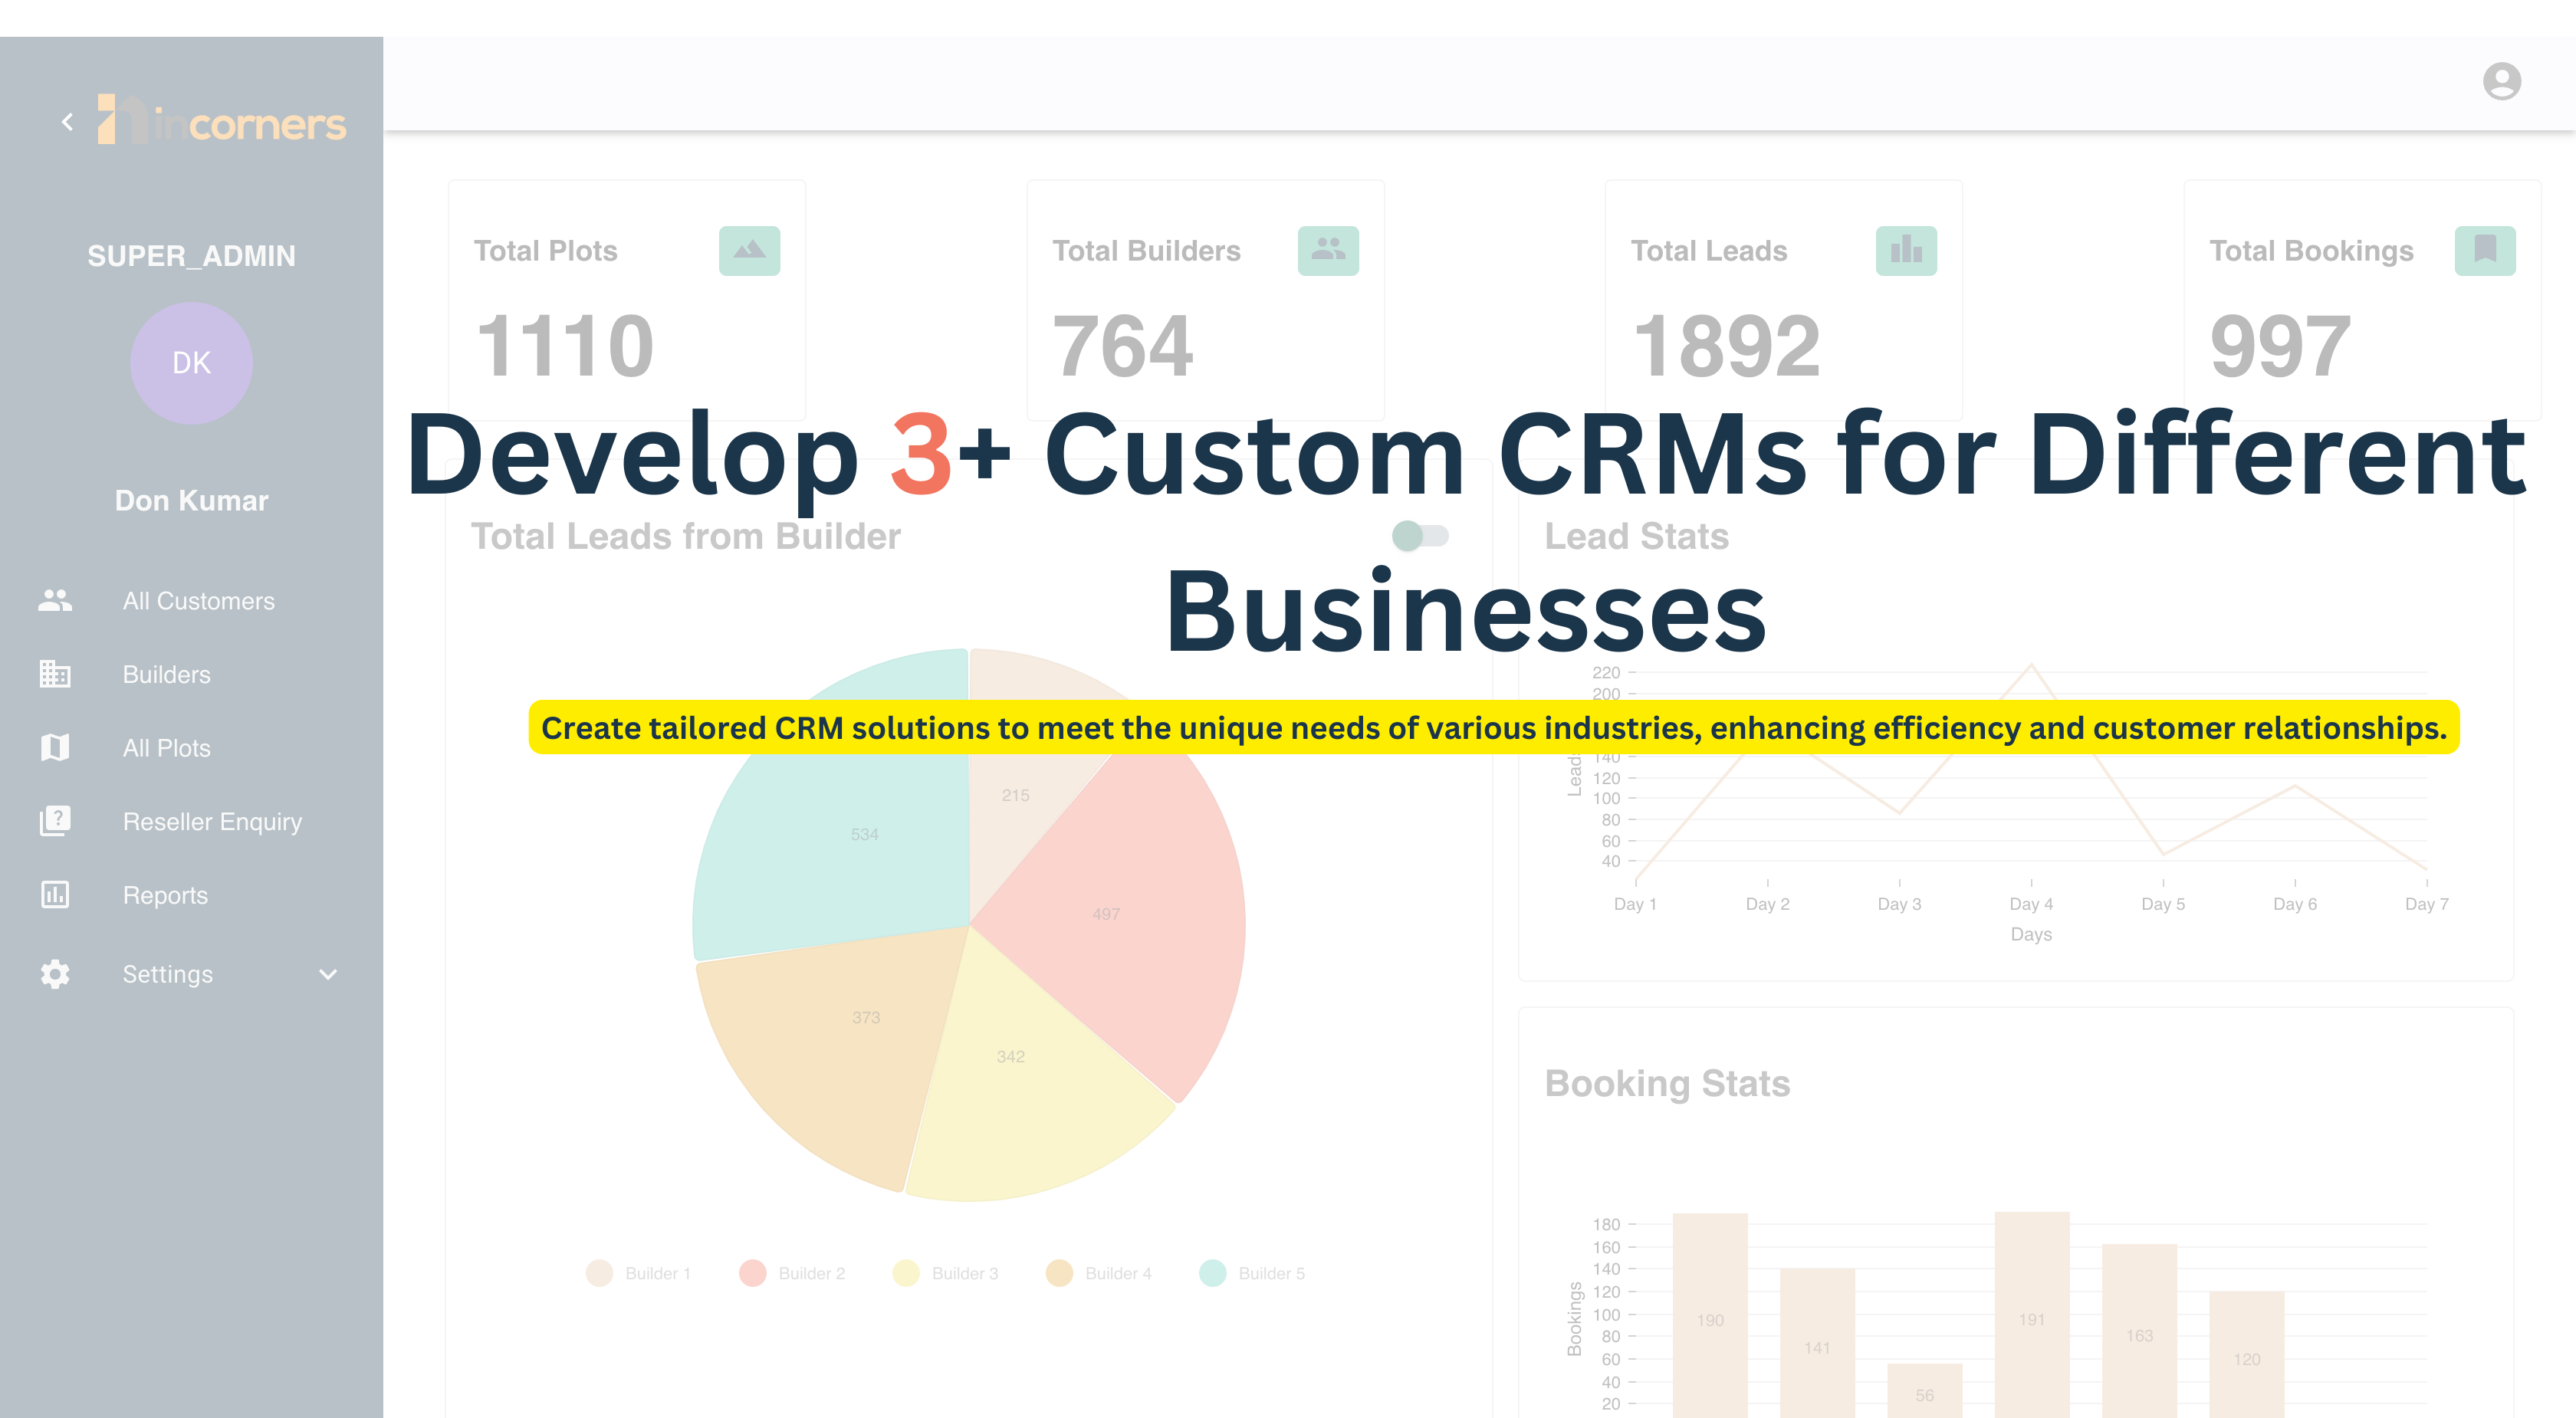 incorners
SUPER_ADMIN
DK
Don Kumar
All Customers
Builders
All Plots
Reseller Enquiry
Reports
Settings
Total Plots
1110
Total Builders
764
Total Leads
1892
Total Bookings
997
Develop 3+ Custom CRMs for Different
Businesses
Create tailored CRM solutions to meet the unique needs of various industries, enhancing efficiency and customer relationships.
Total Leads from Builder
215
534
497
373
342
Builder 1 Builder 2 Builder 3 Builder 4 Builder 5
Lead Stats
220
200
140
120
100
80
60
40
Leads
Day 1 Day 2 Day 3 Day 4 Day 5 Day 6 Day 7
Days
Booking Stats
180
160
140
120
100
80
60
40
20
Bookings
190
141
56
191
163
120